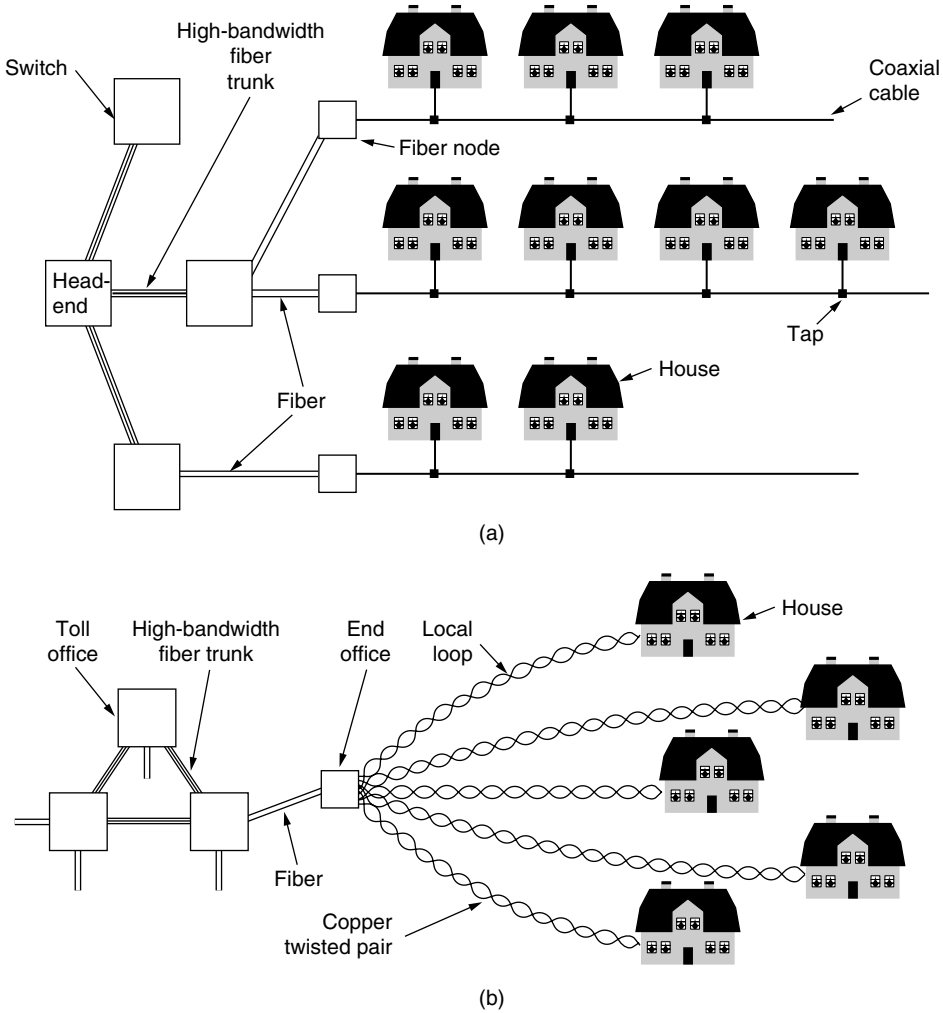 High-bandwidth
fiber
trunk
Switch
Coaxial
cable
Fiber node
Head-
end
Tap
House
Fiber
(a)
House
Toll
office
High-bandwidth
fiber trunk
End
office
Local
loop
Fiber
Copper
twisted pair
(b)